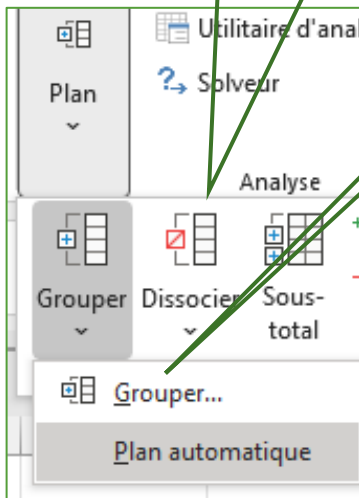 Utilitaire d'anal
Plan
Solveur
Analyse
Grouper Dissocier Sous-
total
Grouper...
Plan automatique